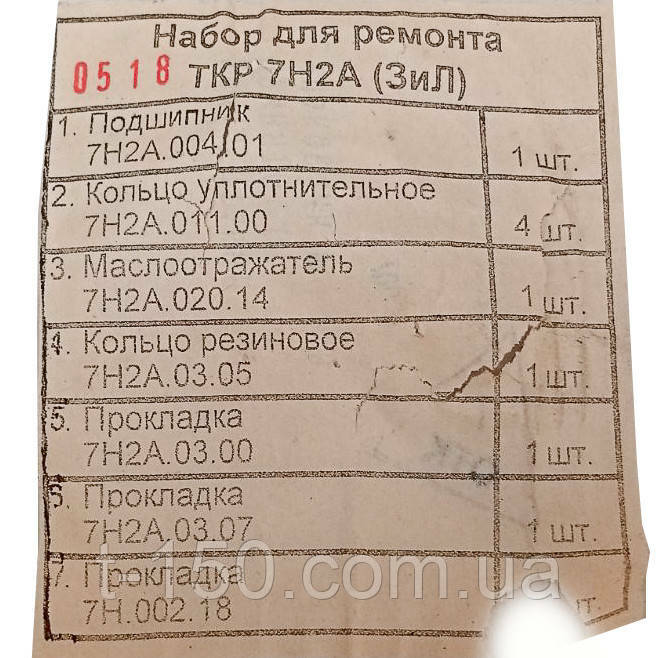 Набор для ремонта
0518 ТКР 7Н2А (ЗиЛ)
1. Подшипник
7Н2А.004.01 1 шт.
2. Кольцо уплотнительное
7Н2А.011.00 4 шт.
3. Маслоотражатель
7Н2А.020.14 1 шт.
4. Кольцо резиновое
7Н2А.03.05 1 шт.
5. Прокладка
7Н2А.03.00 1 шт.
6. Прокладка
7Н2А.03.07 1 шт.
7. Прокладка
7Н.002.18
t-150.com.ua